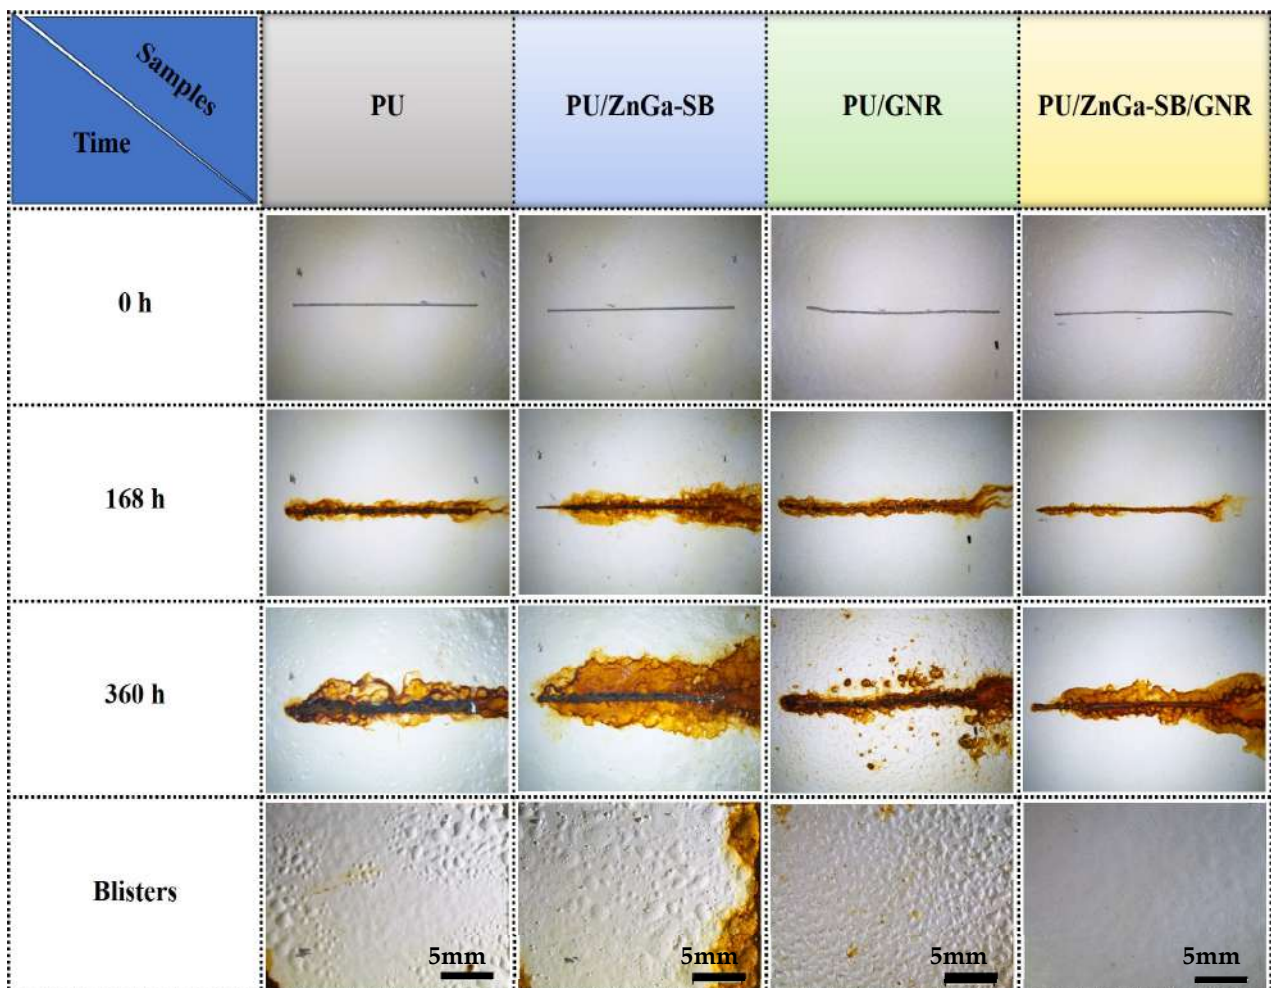 Samples
Time
PU
PU/ZnGa-SB
PU/GNR
PU/ZnGa-SB/GNR
0 h
168 h
360 h
Blisters
5mm
5mm
5mm
5mm